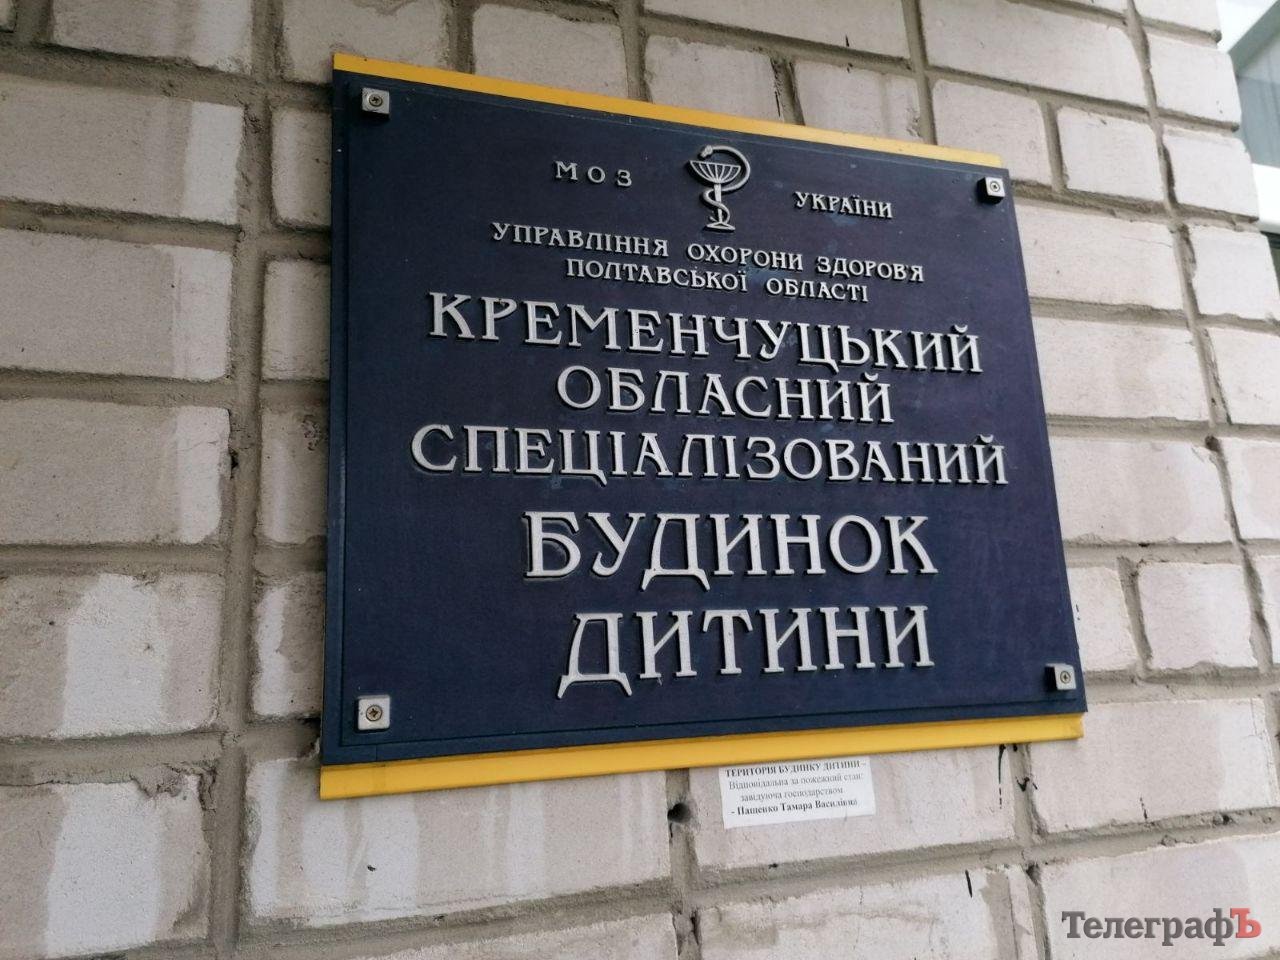 МОЗ УКРАЇНИ
УПРАВЛІННЯ ОХОРОНИ ЗДОРОВ'Я
ПОЛТАВСЬКОЇ ОБЛАСТІ
КРЕМЕНЧУЦЬКИЙ
ОБЛАСНИЙ
СПЕЦІАЛІЗОВАНИЙ
БУДИНОК
ДИТИНИ
ТЕРИТОРІЯ БУДИНКУ ДИТИНИ -
Відповідальна за пожежний стан:
завідуюча господарством
- Пащенко Тамара Василівна
ТелеграфЪ